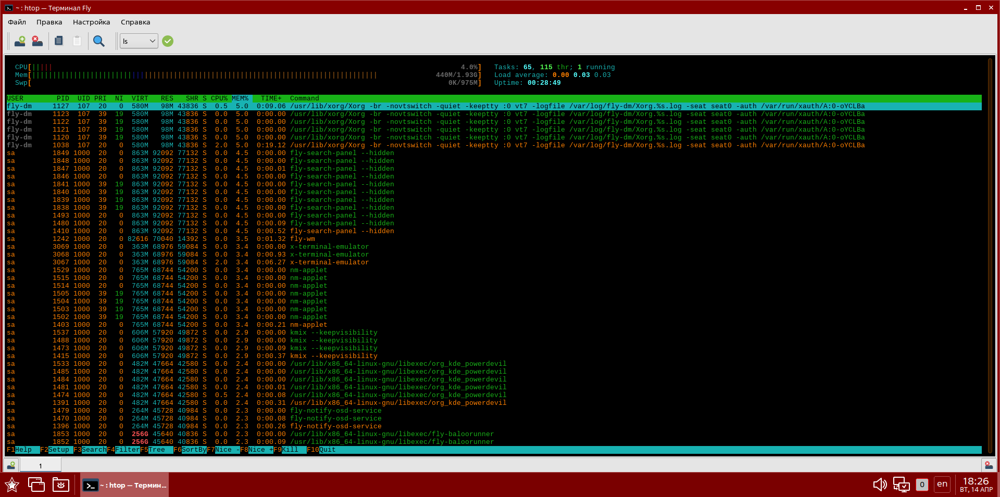 ~ : htop — Терминал Fly
Файл Правка Настройка Справка
ls
CPU[||||| 4.0%] Tasks: 65, 115 thr; 1 running
Mem[ 440M/1.93G] Load average: 0.00 0.03 0.03
Swp[ 0K/975M] Uptime: 00:28:49
USER PID UID PRI NI VIRT RES SHR S CPU% MEM% TIME+ Command
fly-dm 1127 107 20 0 580M 98M 43836 S 0.5 5.0 0:09.06 /usr/lib/xorg/Xorg -br -novtswitch -quiet -keeptty :0 vt7 -logfile /var/log/fly-dm/Xorg.%s.log -seat seat0 -auth /var/run/xauth/A:0-oYCLBa
fly-dm 1123 107 39 19 580M 98M 43836 S 0.0 5.0 0:00.00 /usr/lib/xorg/Xorg -br -novtswitch -quiet -keeptty :0 vt7 -logfile /var/log/fly-dm/Xorg.%s.log -seat seat0 -auth /var/run/xauth/A:0-oYCLBa
fly-dm 1122 107 39 19 580M 98M 43836 S 0.0 5.0 0:00.00 /usr/lib/xorg/Xorg -br -novtswitch -quiet -keeptty :0 vt7 -logfile /var/log/fly-dm/Xorg.%s.log -seat seat0 -auth /var/run/xauth/A:0-oYCLBa
fly-dm 1121 107 39 19 580M 98M 43836 S 0.0 5.0 0:00.00 /usr/lib/xorg/Xorg -br -novtswitch -quiet -keeptty :0 vt7 -logfile /var/log/fly-dm/Xorg.%s.log -seat seat0 -auth /var/run/xauth/A:0-oYCLBa
fly-dm 1120 107 39 19 580M 98M 43836 S 0.0 5.0 0:00.00 /usr/lib/xorg/Xorg -br -novtswitch -quiet -keeptty :0 vt7 -logfile /var/log/fly-dm/Xorg.%s.log -seat seat0 -auth /var/run/xauth/A:0-oYCLBa
fly-dm 1038 107 20 0 580M 98M 43836 S 2.0 5.0 0:19.12 /usr/lib/xorg/Xorg -br -novtswitch -quiet -keeptty :0 vt7 -logfile /var/log/fly-dm/Xorg.%s.log -seat seat0 -auth /var/run/xauth/A:0-oYCLBa
sa 1849 1000 20 0 863M 92092 77132 S 0.0 4.5 0:00.00 fly-search-panel --hidden
sa 1848 1000 20 0 863M 92092 77132 S 0.0 4.5 0:00.00 fly-search-panel --hidden
sa 1847 1000 20 0 863M 92092 77132 S 0.0 4.5 0:00.01 fly-search-panel --hidden
sa 1846 1000 20 0 863M 92092 77132 S 0.0 4.5 0:00.00 fly-search-panel --hidden
sa 1841 1000 39 19 863M 92092 77132 S 0.0 4.5 0:00.00 fly-search-panel --hidden
sa 1840 1000 39 19 863M 92092 77132 S 0.0 4.5 0:00.00 fly-search-panel --hidden
sa 1839 1000 39 19 863M 92092 77132 S 0.0 4.5 0:00.00 fly-search-panel --hidden
sa 1838 1000 39 19 863M 92092 77132 S 0.0 4.5 0:00.00 fly-search-panel --hidden
sa 1493 1000 20 0 863M 92092 77132 S 0.0 4.5 0:00.00 fly-search-panel --hidden
sa 1480 1000 20 0 863M 92092 77132 S 0.0 4.5 0:00.09 fly-search-panel --hidden
sa 1410 1000 20 0 863M 92092 77132 S 0.0 4.5 0:00.52 fly-search-panel --hidden
sa 1242 1000 20 0 82616 70040 14392 S 0.0 3.5 0:01.32 fly-wm
sa 3069 1000 20 0 363M 68976 59084 S 0.0 3.4 0:00.00 x-terminal-emulator
sa 3068 1000 20 0 363M 68976 59084 S 0.0 3.4 0:00.93 x-terminal-emulator
sa 3067 1000 20 0 363M 68976 59084 S 2.0 3.4 0:06.27 x-terminal-emulator
sa 1529 1000 20 0 765M 68744 54200 S 0.0 3.4 0:00.00 nm-applet
sa 1515 1000 20 0 765M 68744 54200 S 0.0 3.4 0:00.00 nm-applet
sa 1514 1000 20 0 765M 68744 54200 S 0.0 3.4 0:00.00 nm-applet
sa 1505 1000 39 19 765M 68744 54200 S 0.0 3.4 0:00.00 nm-applet
sa 1504 1000 39 19 765M 68744 54200 S 0.0 3.4 0:00.00 nm-applet
sa 1503 1000 39 19 765M 68744 54200 S 0.0 3.4 0:00.00 nm-applet
sa 1502 1000 39 19 765M 68744 54200 S 0.0 3.4 0:00.00 nm-applet
sa 1403 1000 20 0 765M 68744 54200 S 0.0 3.4 0:00.21 nm-applet
sa 1537 1000 20 0 606M 57920 49872 S 0.0 2.9 0:00.00 kmix --keepvisibility
sa 1488 1000 20 0 606M 57920 49872 S 0.0 2.9 0:00.00 kmix --keepvisibility
sa 1473 1000 20 0 606M 57920 49872 S 0.0 2.9 0:00.09 kmix --keepvisibility
sa 1415 1000 20 0 606M 57920 49872 S 0.0 2.9 0:00.37 kmix --keepvisibility
sa 1533 1000 20 0 482M 47664 42580 S 0.0 2.4 0:00.00 /usr/lib/x86_64-linux-gnu/libexec/org_kde_powerdevil
sa 1485 1000 20 0 482M 47664 42580 S 0.0 2.4 0:00.00 /usr/lib/x86_64-linux-gnu/libexec/org_kde_powerdevil
sa 1484 1000 20 0 482M 47664 42580 S 0.0 2.4 0:00.00 /usr/lib/x86_64-linux-gnu/libexec/org_kde_powerdevil
sa 1481 1000 20 0 482M 47664 42580 S 0.0 2.4 0:00.01 /usr/lib/x86_64-linux-gnu/libexec/org_kde_powerdevil
sa 1474 1000 20 0 482M 47664 42580 S 0.5 2.4 0:00.08 /usr/lib/x86_64-linux-gnu/libexec/org_kde_powerdevil
sa 1391 1000 20 0 482M 47664 42580 S 0.0 2.4 0:00.31 /usr/lib/x86_64-linux-gnu/libexec/org_kde_powerdevil
sa 1479 1000 20 0 264M 45728 40984 S 0.0 2.3 0:00.00 fly-notify-osd-service
sa 1470 1000 20 0 264M 45728 40984 S 0.0 2.3 0:00.08 fly-notify-osd-service
sa 1396 1000 20 0 264M 45728 40984 S 0.0 2.3 0:00.26 fly-notify-osd-service
sa 1853 1000 20 0 256G 45640 40836 S 0.0 2.3 0:00.00 /usr/lib/x86_64-linux-gnu/libexec/fly-baloorunner
sa 1852 1000 20 0 256G 45640 40836 S 0.0 2.3 0:00.09 /usr/lib/x86_64-linux-gnu/libexec/fly-baloorunner
F1Help F2Setup F3SearchF4FilterF5Tree F6SortByF7Nice -F8Nice +F9Kill F10Quit
1
~ : htop — Термин...
0 en 18:26
ВТ, 14 АПР